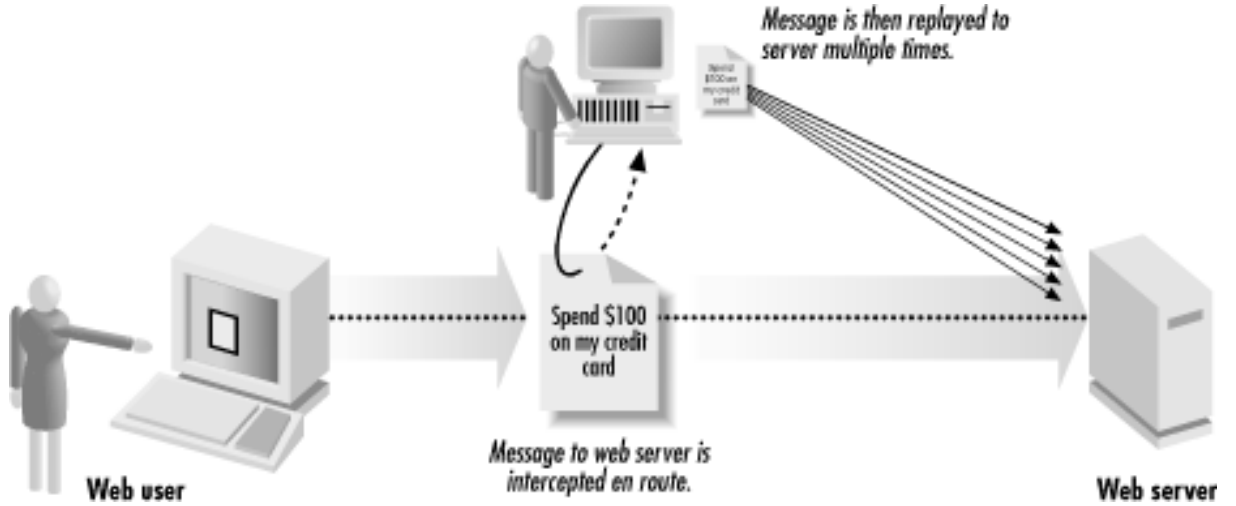 Message is then replayed to
server multiple times.
Spend
$100 on
my credit
card
Spend $100
on my credit
card
Message to web server is
intercepted en route.
Web user
Web server